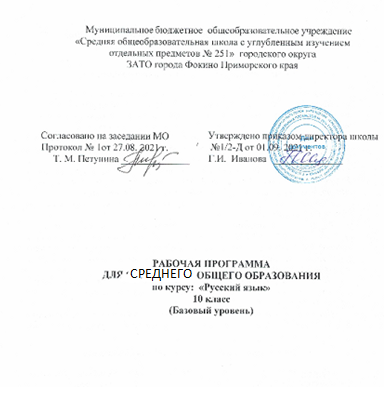 Муниципальное бюджетное общеобразовательное учреждение
«Средняя общеобразовательная школа с углубленным изучением
отдельных предметов № 251» городского округа
ЗАТО города Фокино Приморского края
Согласовано на заседании МО
Протокол № 1от 27.08. 2021 г.
Т. М. Петунина
Утверждено приказом директора школы
№1/2-Д от 01.09. 2021 г
Г.И. Иванова
РАБОЧАЯ ПРОГРАММА
ДЛЯ СРЕДНЕГО ОБЩЕГО ОБРАЗОВАНИЯ
по курсу: «Русский язык»
10 класс
(Базовый уровень)